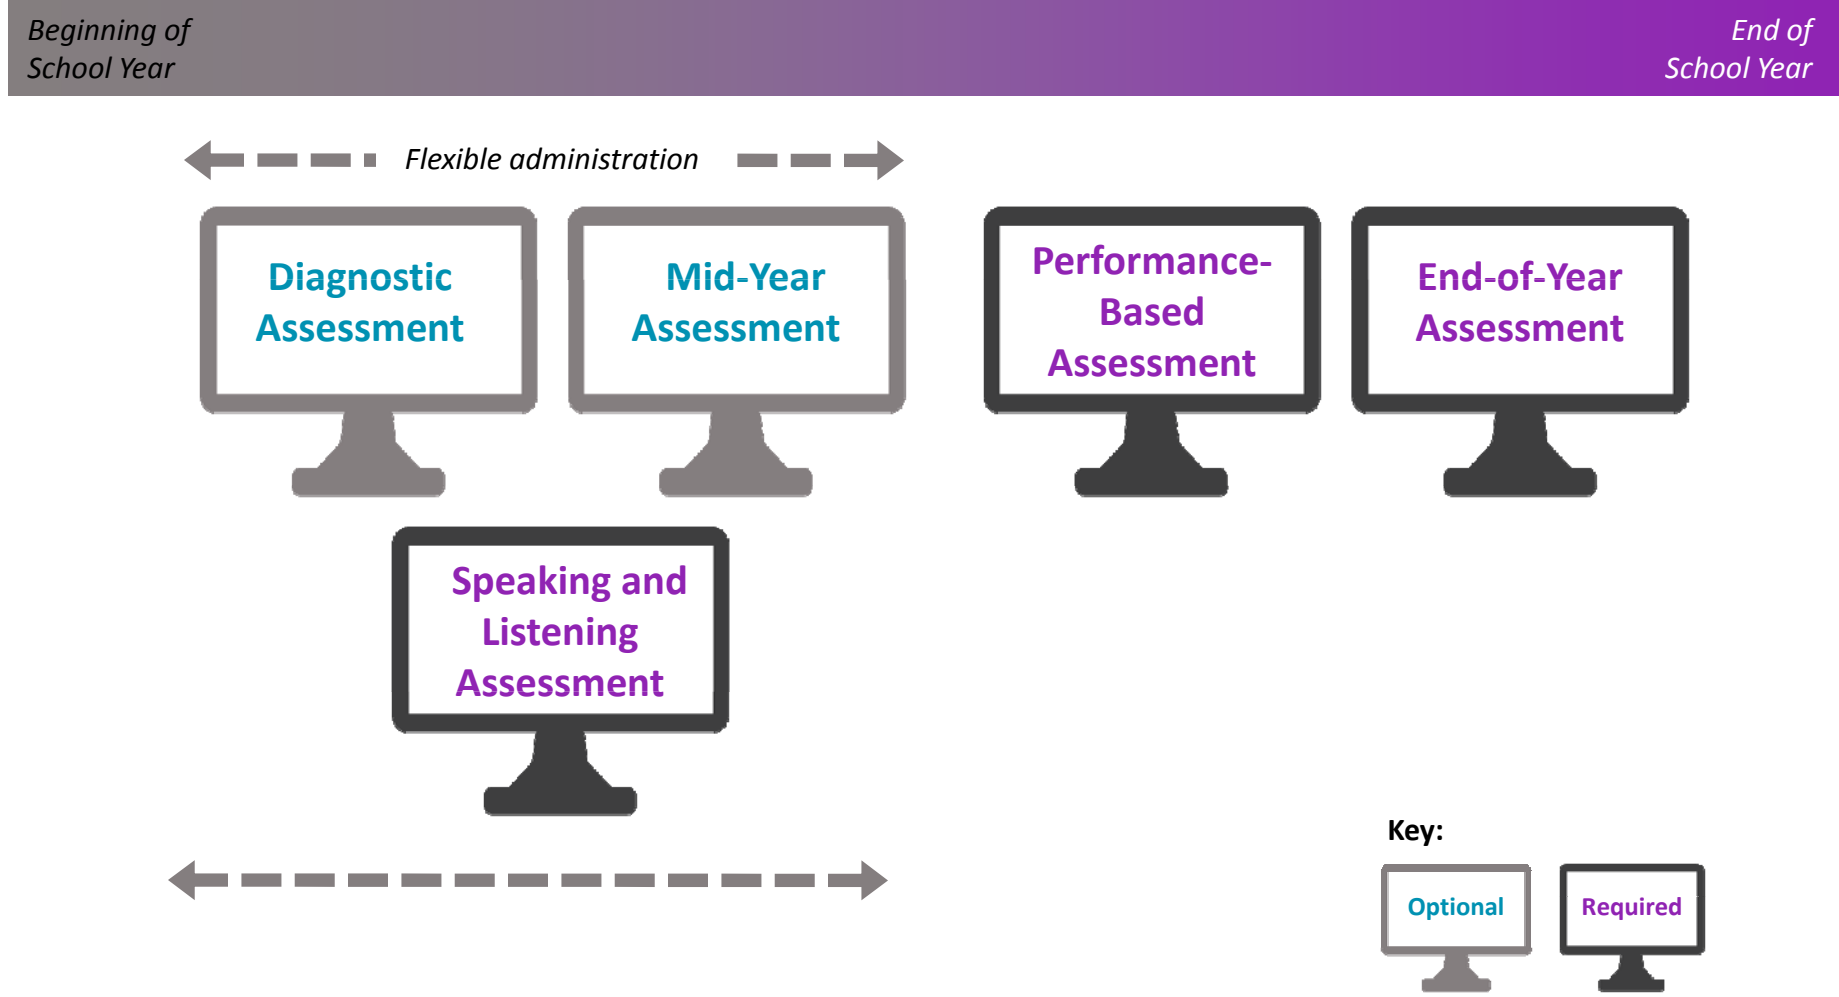 Beginning of
School Year
End of
School Year
Flexible administration
Diagnostic
Assessment
Mid-Year
Assessment
Performance-
Based
Assessment
End-of-Year
Assessment
Speaking and
Listening
Assessment
Key:
Optional
Required